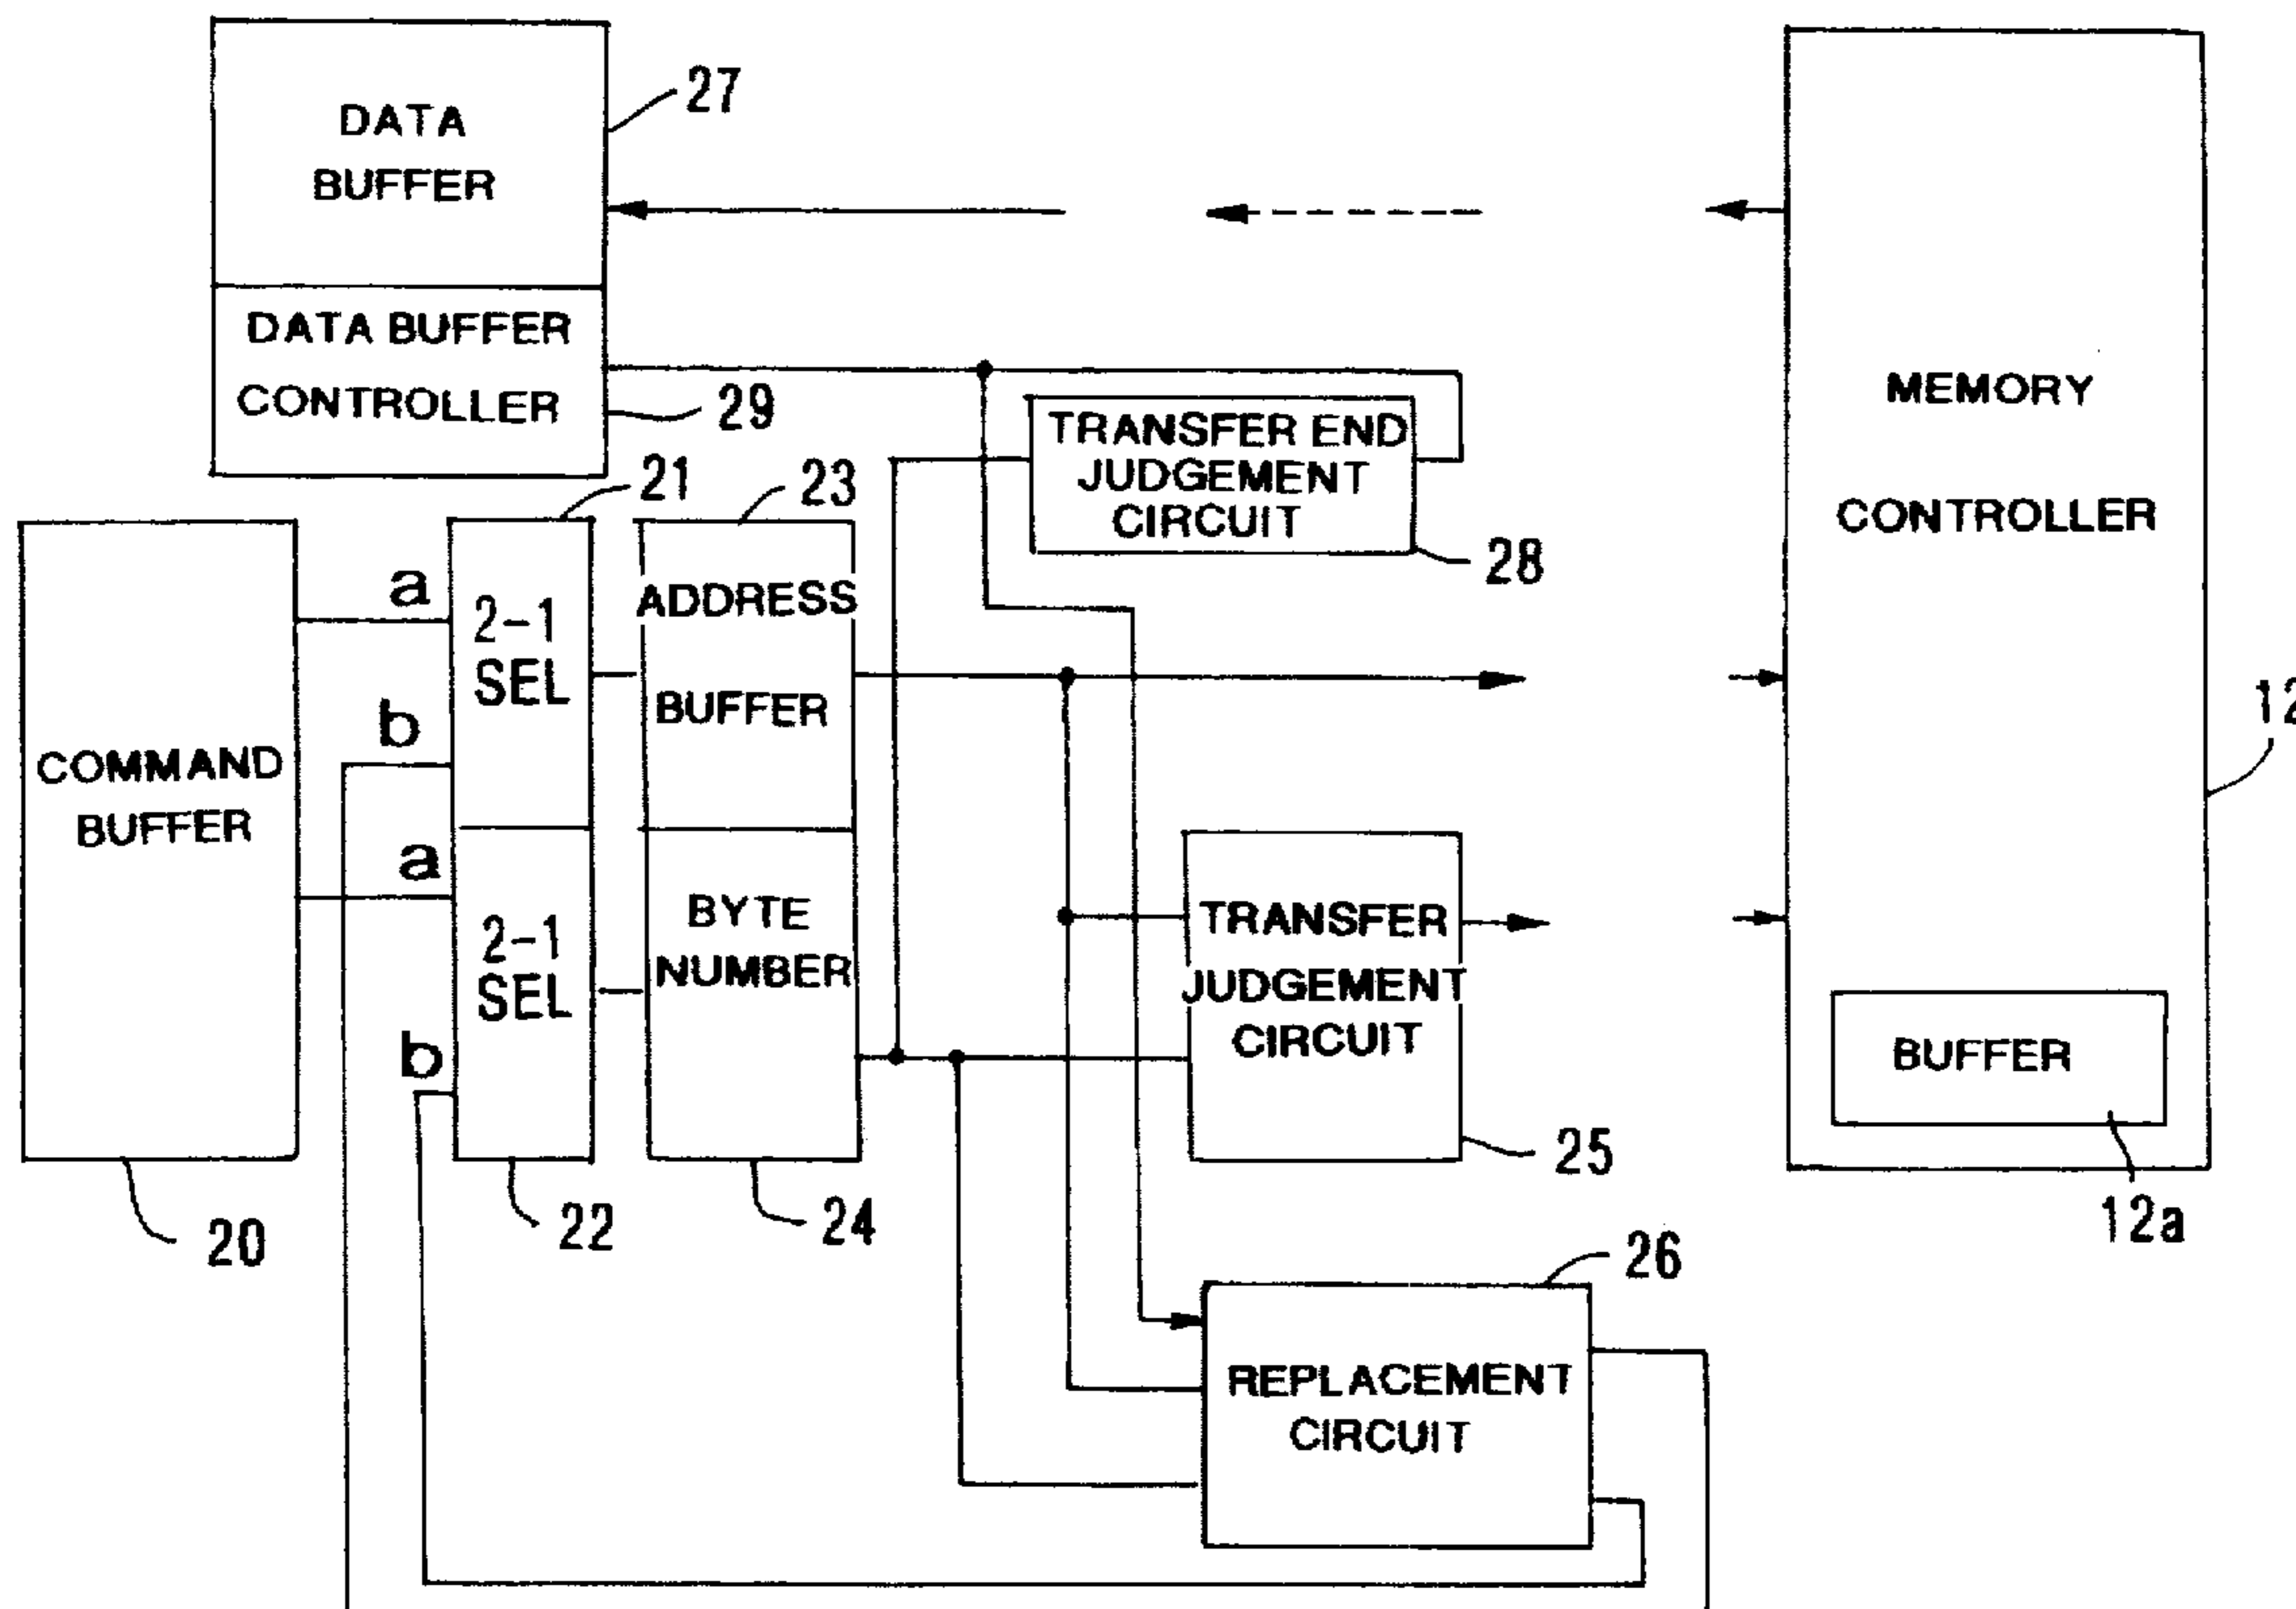 DATA
BUFFER
27
DATA BUFFER
CONTROLLER
29
TRANSFER END
JUDGEMENT
CIRCUIT
28
MEMORY
CONTROLLER
12
BUFFER
12a
COMMAND
BUFFER
20
a
b
2-1
SEL
21
a
b
2-1
SEL
22
ADDRESS
BUFFER
23
BYTE
NUMBER
24
TRANSFER
JUDGEMENT
CIRCUIT
25
REPLACEMENT
CIRCUIT
26